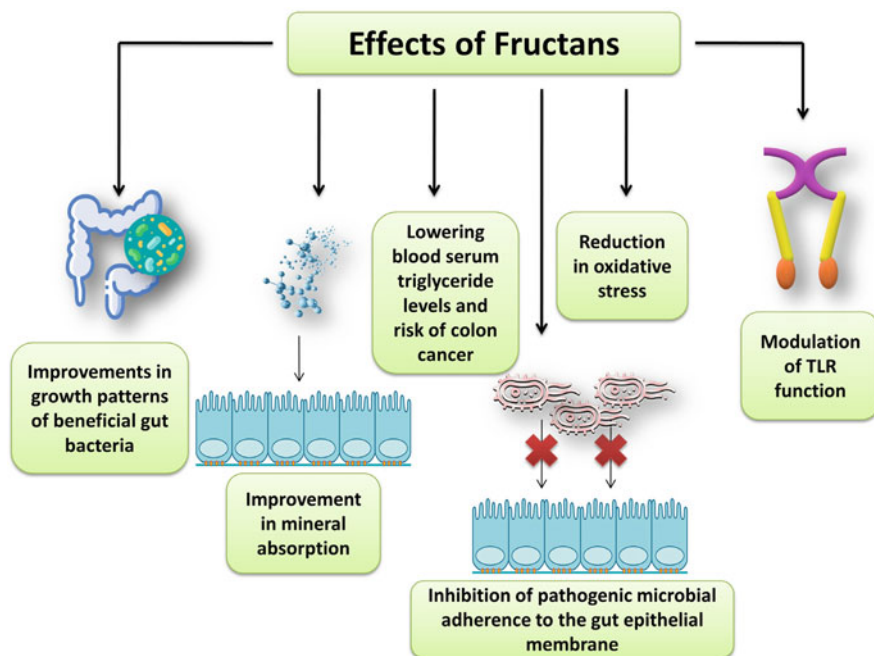 Effects of Fructans
Improvements in
growth patterns
of beneficial gut
bacteria
Improvement
in mineral
absorption
Lowering
blood serum
triglyceride
levels and
risk of colon
cancer
Inhibition of pathogenic microbial
adherence to the gut epithelial
membrane
Reduction
in oxidative
stress
Modulation
of TLR
function